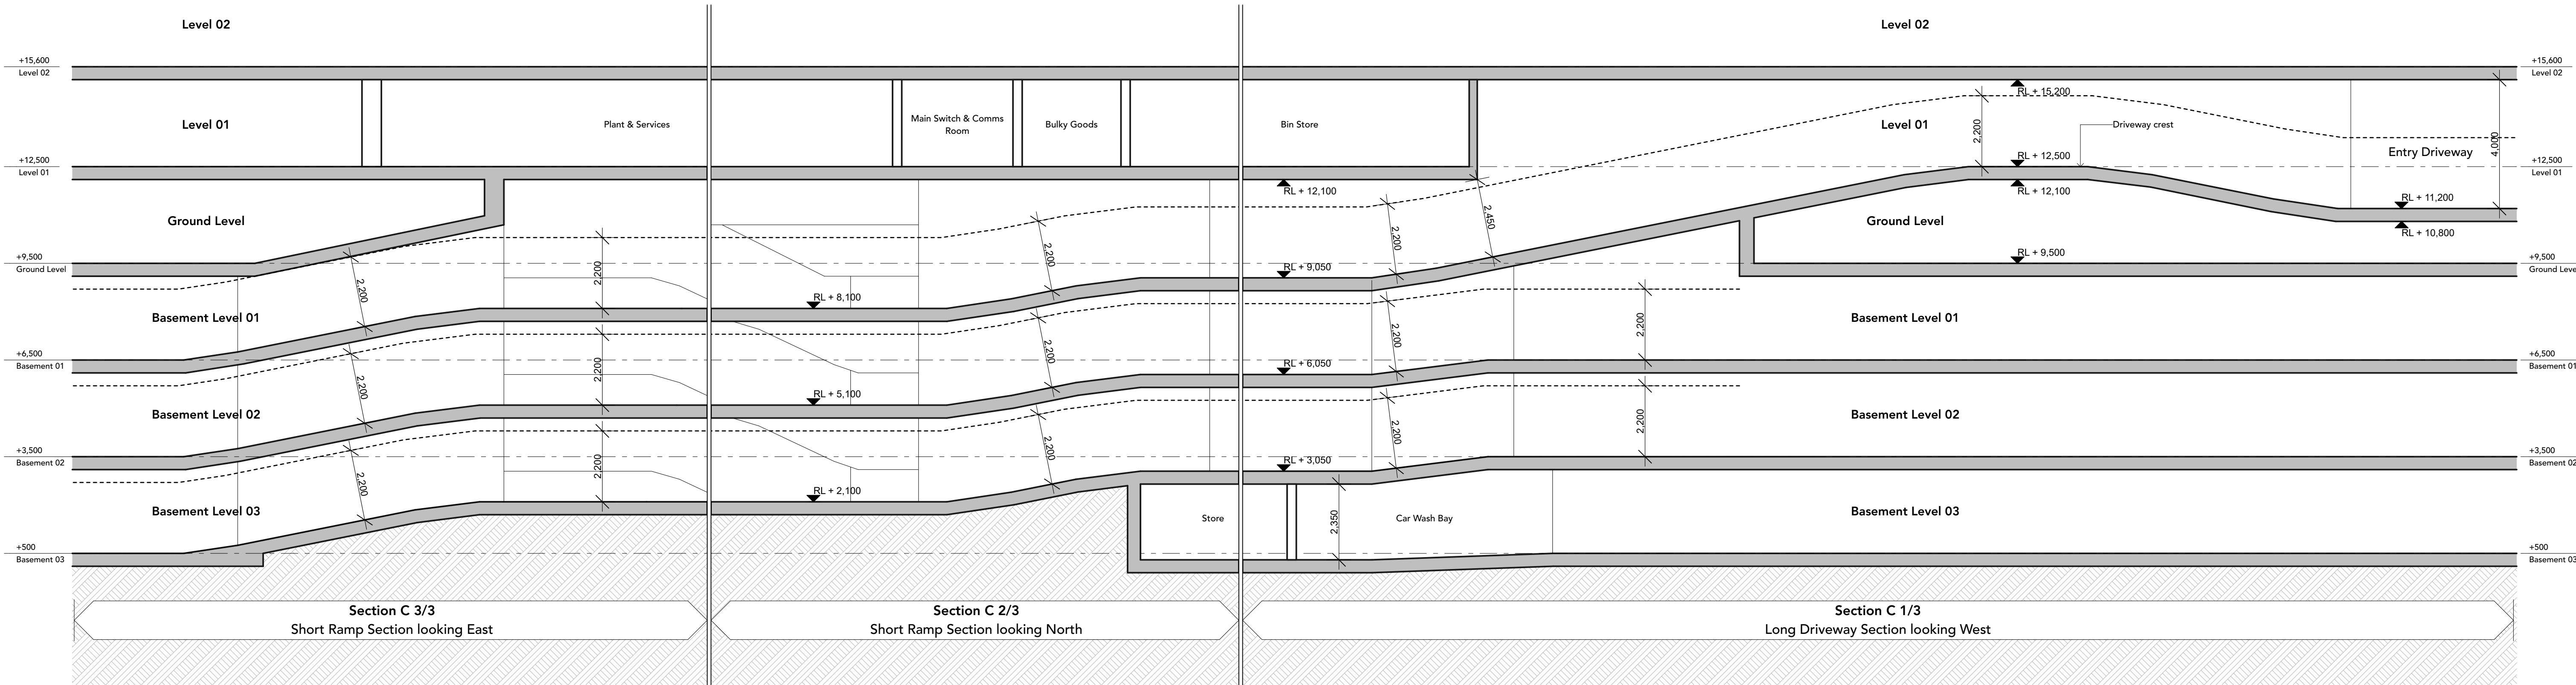 Level 02
Level 02
+15,600
Level 02
+15,600
Level 02
RL + 15,200
Level 01
Plant & Services
Main Switch & Comms
Room
Bulky Goods
Bin Store
Level 01
2,200
Driveway crest
4,000
Entry Driveway
+12,500
Level 01
RL + 12,500
+12,500
Level 01
RL + 12,100
RL + 12,100
RL + 11,200
RL + 10,800
Ground Level
2,450
Ground Level
2,200
2,200
2,200
+9,500
Ground Level
RL + 9,050
RL + 9,500
+9,500
Ground Leve
2,200
RL + 8,100
Basement Level 01
2,200
2,200
Basement Level 01
+6,500
Basement 01
2,200
2,200
RL + 6,050
+6,500
Basement 01
2,200
RL + 5,100
Basement Level 02
2,200
2,200
2,200
Basement Level 02
+3,500
Basement 02
2,200
RL + 3,050
+3,500
Basement 02
2,200
RL + 2,100
Basement Level 03
Store
2,350
Car Wash Bay
Basement Level 03
+500
Basement 03
+500
Basement 03
Section C 3/3
Short Ramp Section looking East
Section C 2/3
Short Ramp Section looking North
Section C 1/3
Long Driveway Section looking West